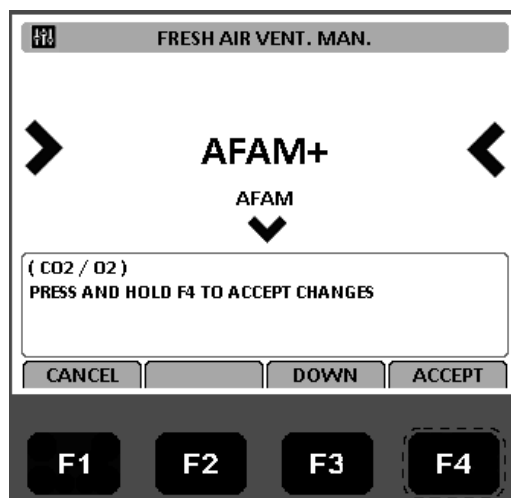 FRESH AIR VENT. MAN.
AFAM+
AFAM
( CO2 / O2 )
PRESS AND HOLD F4 TO ACCEPT CHANGES
CANCEL DOWN ACCEPT
F1 F2 F3 F4